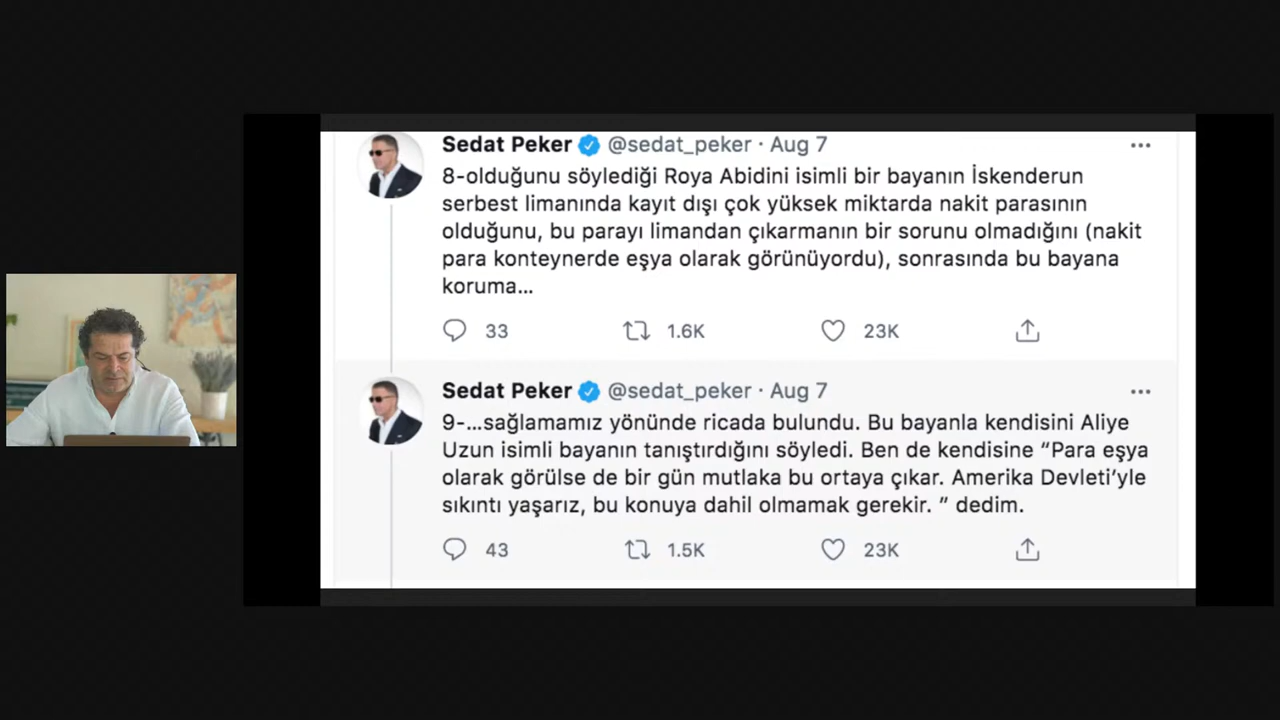 Sedat Peker @sedat_peker · Aug 7
8-olduğunu söylediği Roya Abidini isimli bir bayanın İskenderun
serbest limanında kayıt dışı çok yüksek miktarda nakit parasının
olduğunu, bu parayı limandan çıkarmanın bir sorunu olmadığını (nakit
para konteynerde eşya olarak görünüyordu), sonrasında bu bayana
koruma...
33 1.6K 23K
Sedat Peker @sedat_peker · Aug 7
9-...sağlamamız yönünde ricada bulundu. Bu bayanla kendisini Aliye
Uzun isimli bayanın tanıştırdığını söyledi. Ben de kendisine “Para eşya
olarak görülse de bir gün mutlaka bu ortaya çıkar. Amerika Devleti’yle
sıkıntı yaşarız, bu konuya dahil olmamak gerekir. ” dedim.
43 1.5K 23K